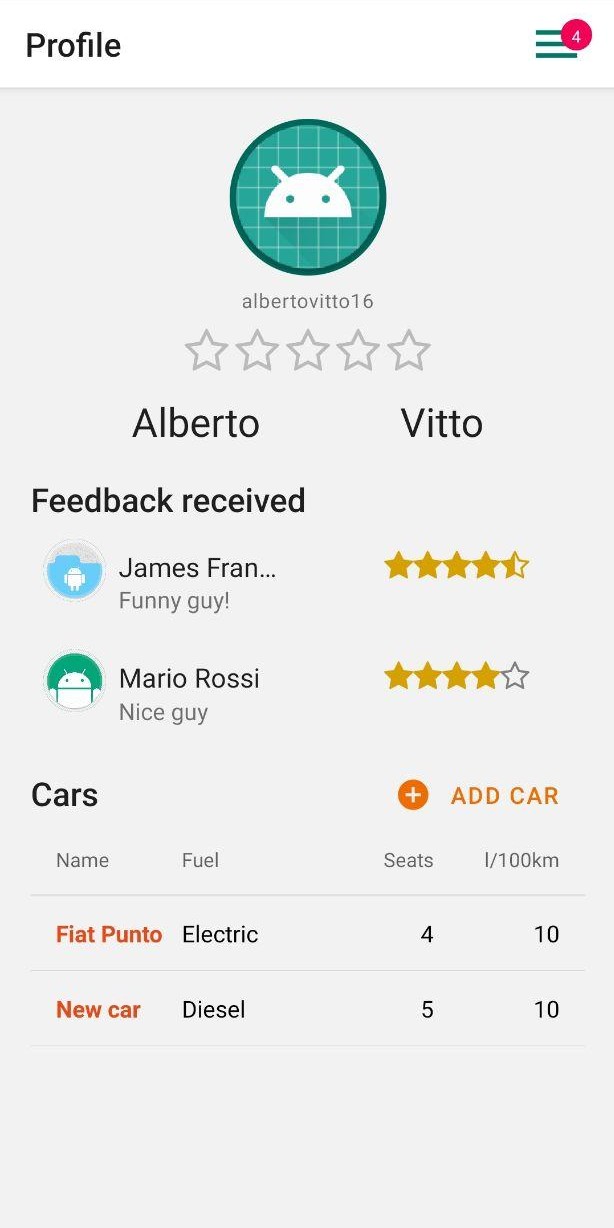 Profile
4
albertovitto16
Alberto Vitto
Feedback received
James Fran...
Funny guy!
Mario Rossi
Nice guy
Cars ADD CAR
Name Fuel Seats l/100km
Fiat Punto Electric 4 10
New car Diesel 5 10